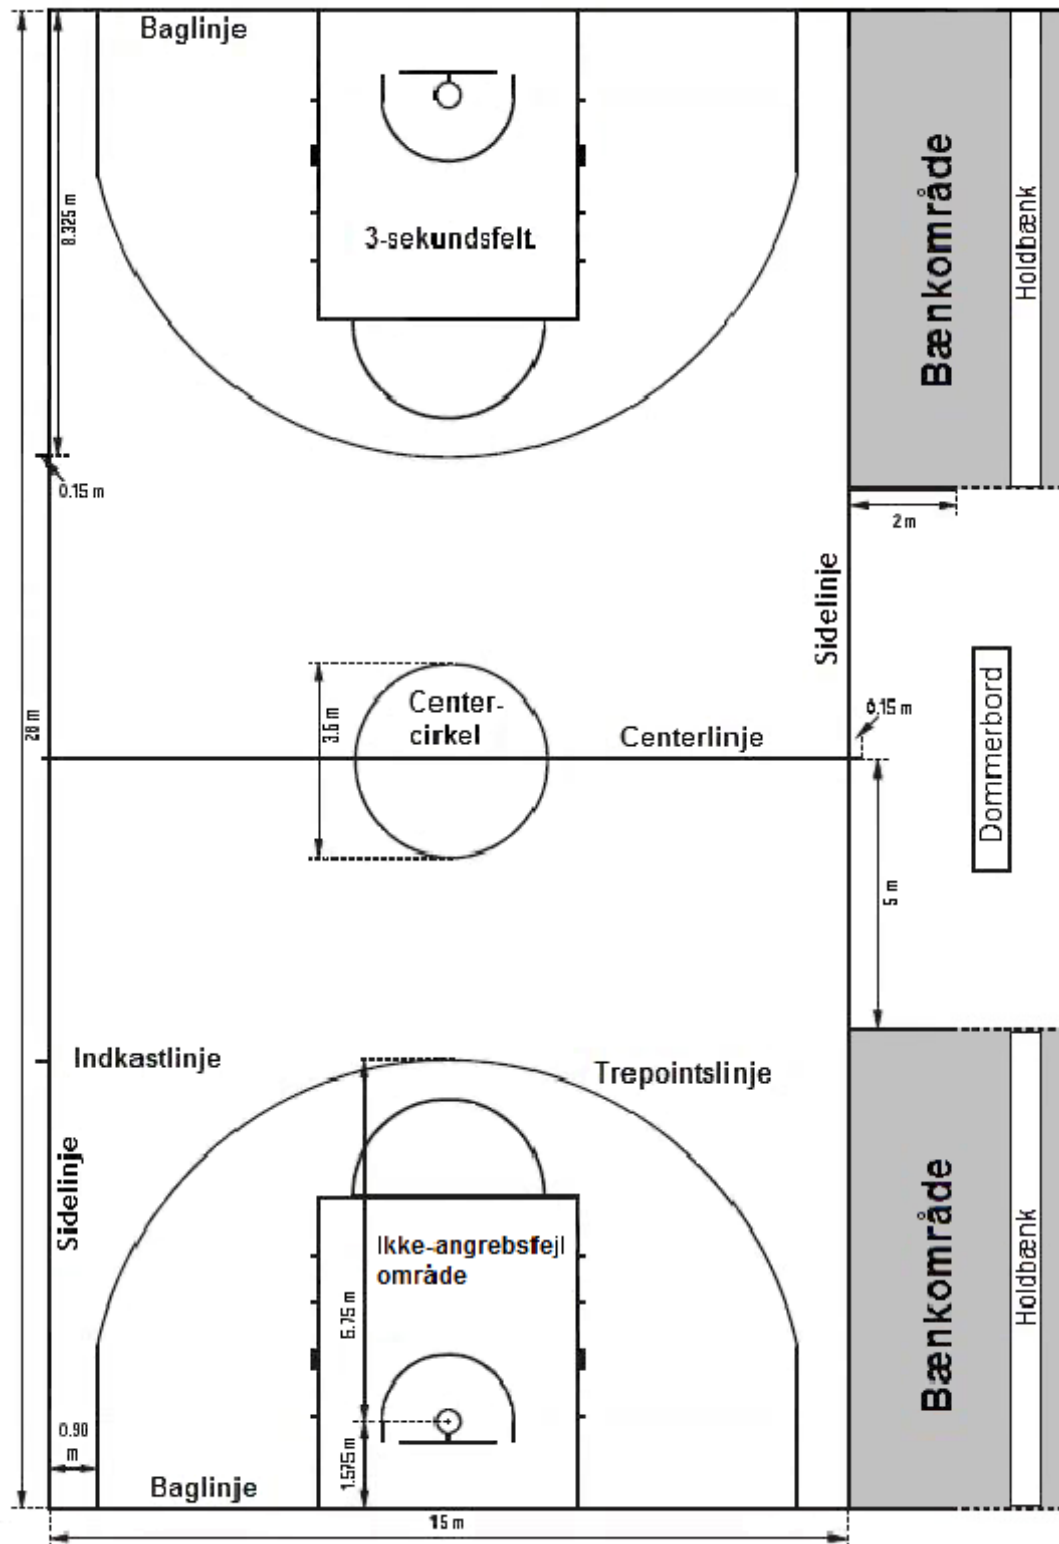 Baglinje
8.325 m
3-sekundsfelt.
Bænkområde
Holdbænk
0.15 m
2 m
Sidelinje
28 m
3.6 m
Center-
cirkel
Centerlinje
0.15 m
Dommerbord
5 m
Indkastlinje
Trepointslinje
Sidelinje
Ikke-angrebsfejl
område
6.75 m
Bænkområde
Holdbænk
0.90
m
1.575 m
Baglinje
15 m